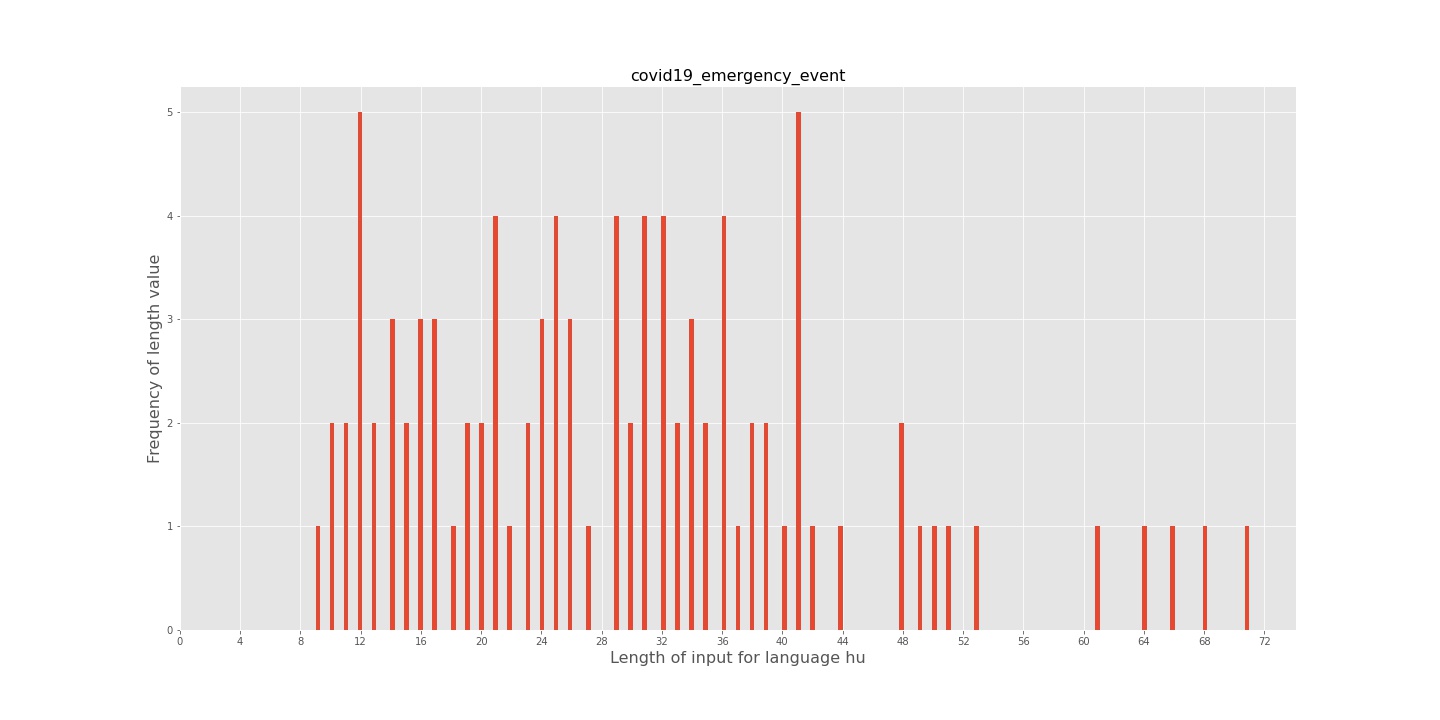 covid19_emergency_event
Frequency of length value
5
4
3
2
1
0
0 4 8 12 16 20 24 28 32 36 40 44 48 52 56 60 64 68 72
Length of input for language hu